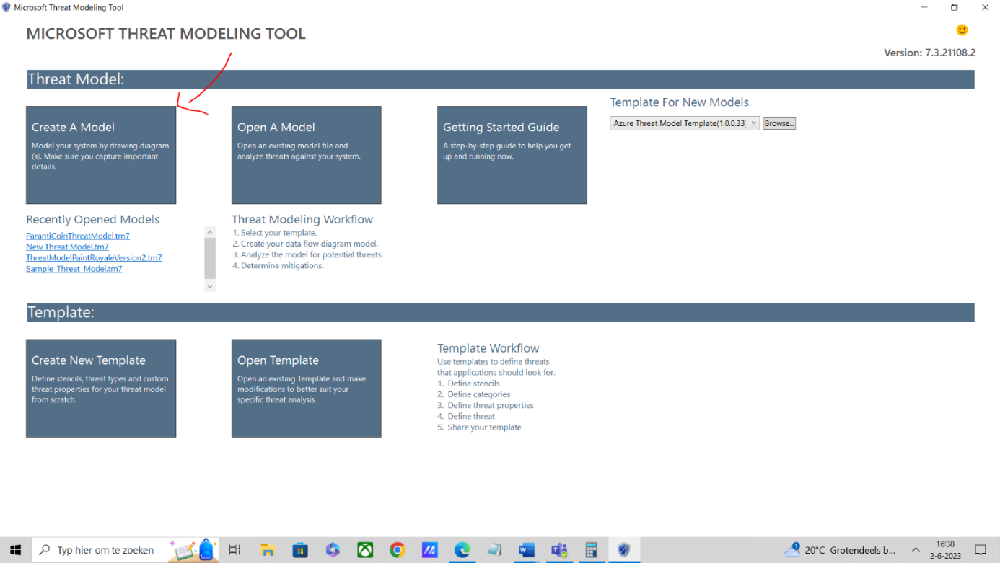 Microsoft Threat Modeling Tool
MICROSOFT THREAT MODELING TOOL
Version: 7.3.21108.2
Threat Model:
Create A Model
Model your system by drawing diagram
(s). Make sure you capture important
details.
Open A Model
Open an existing model file and
analyze threats against your system.
Getting Started Guide
A step-by-step guide to help you get
up and running now.
Template For New Models
Azure Threat Model Template(1.0.0.33)
Browse...
Recently Opened Models
ParantiCoinThreatModel.tm7
New Threat Model.tm7
ThreatModelPaintRoyaleVersion2.tm7
Sample_Threat_Model.tm7
Threat Modeling Workflow
1. Select your template.
2. Create your data flow diagram model.
3. Analyze the model for potential threats.
4. Determine mitigations.
Template:
Create New Template
Define stencils, threat types and custom
threat properties for your threat model
from scratch.
Open Template
Open an existing Template and make
modifications to better suit your
specific threat analysis.
Template Workflow
Use templates to define threats
that applications should look for.
1. Define stencils
2. Define categories
3. Define threat properties
4. Define threat
5. Share your template
Typ hier om te zoeken
20°C Grotendeels b...
16:38
2-6-2023